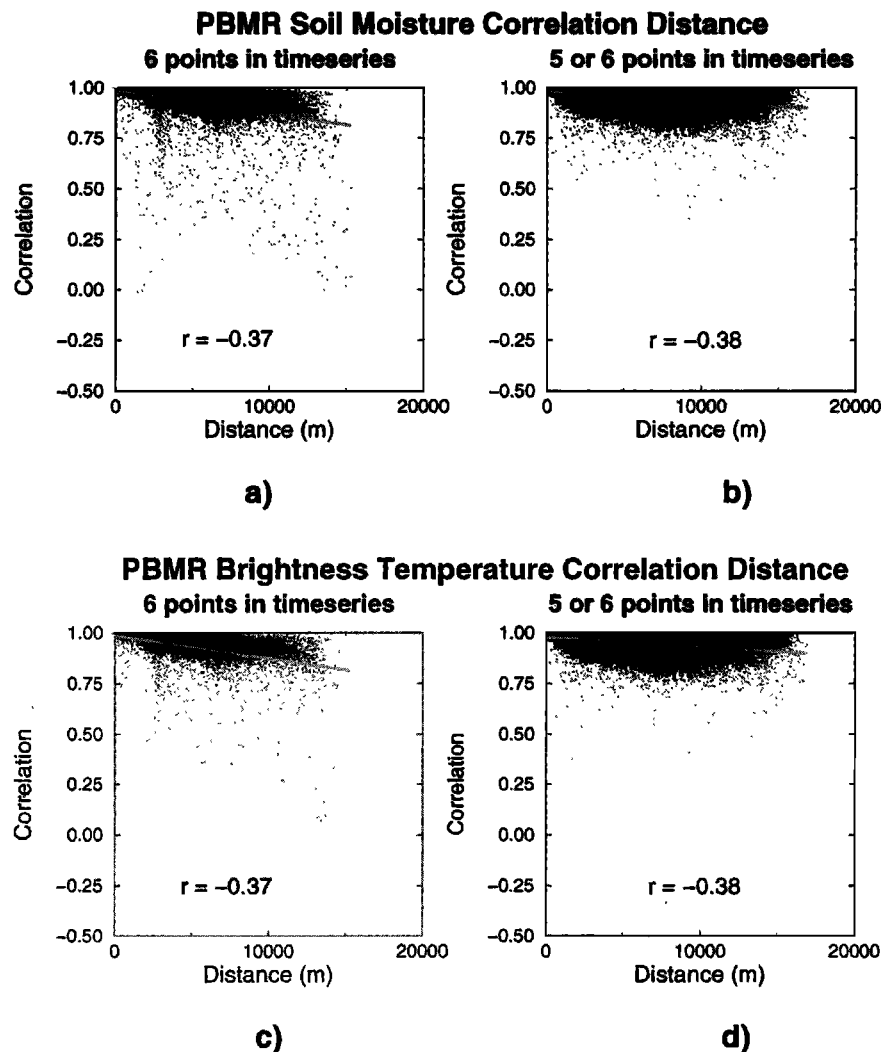 PBMR Soil Moisture Correlation Distance
6 points in timeseries
5 or 6 points in timeseries
1.00
0.75
0.50
0.25
0.00
−0.25
−0.50
Correlation
r = −0.37
0
10000
20000
Distance (m)
a)
1.00
0.75
0.50
0.25
0.00
−0.25
−0.50
Correlation
r = −0.38
0
10000
20000
Distance (m)
b)
PBMR Brightness Temperature Correlation Distance
6 points in timeseries
5 or 6 points in timeseries
1.00
0.75
0.50
0.25
0.00
−0.25
−0.50
Correlation
r = −0.37
0
10000
20000
Distance (m)
c)
1.00
0.75
0.50
0.25
0.00
−0.25
−0.50
Correlation
r = −0.38
0
10000
20000
Distance (m)
d)